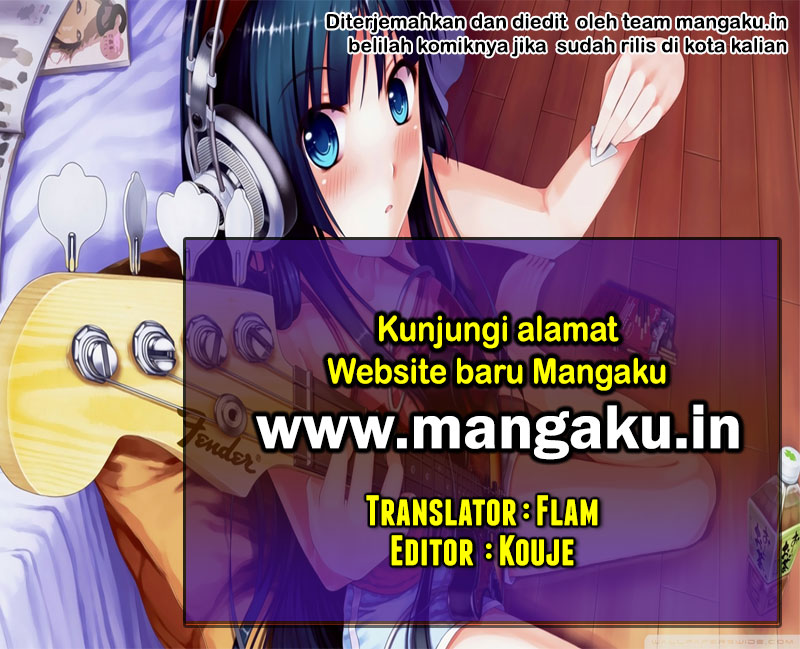 Diterjemahkan dan diedit oleh team mangaku.in
belilah komiknya jika sudah rilis di kota kalian
Kunjungi alamat
Website baru Mangaku
www.mangaku.in
Fender
TRANSLATOR : FLAM
EDITOR : KOUJE